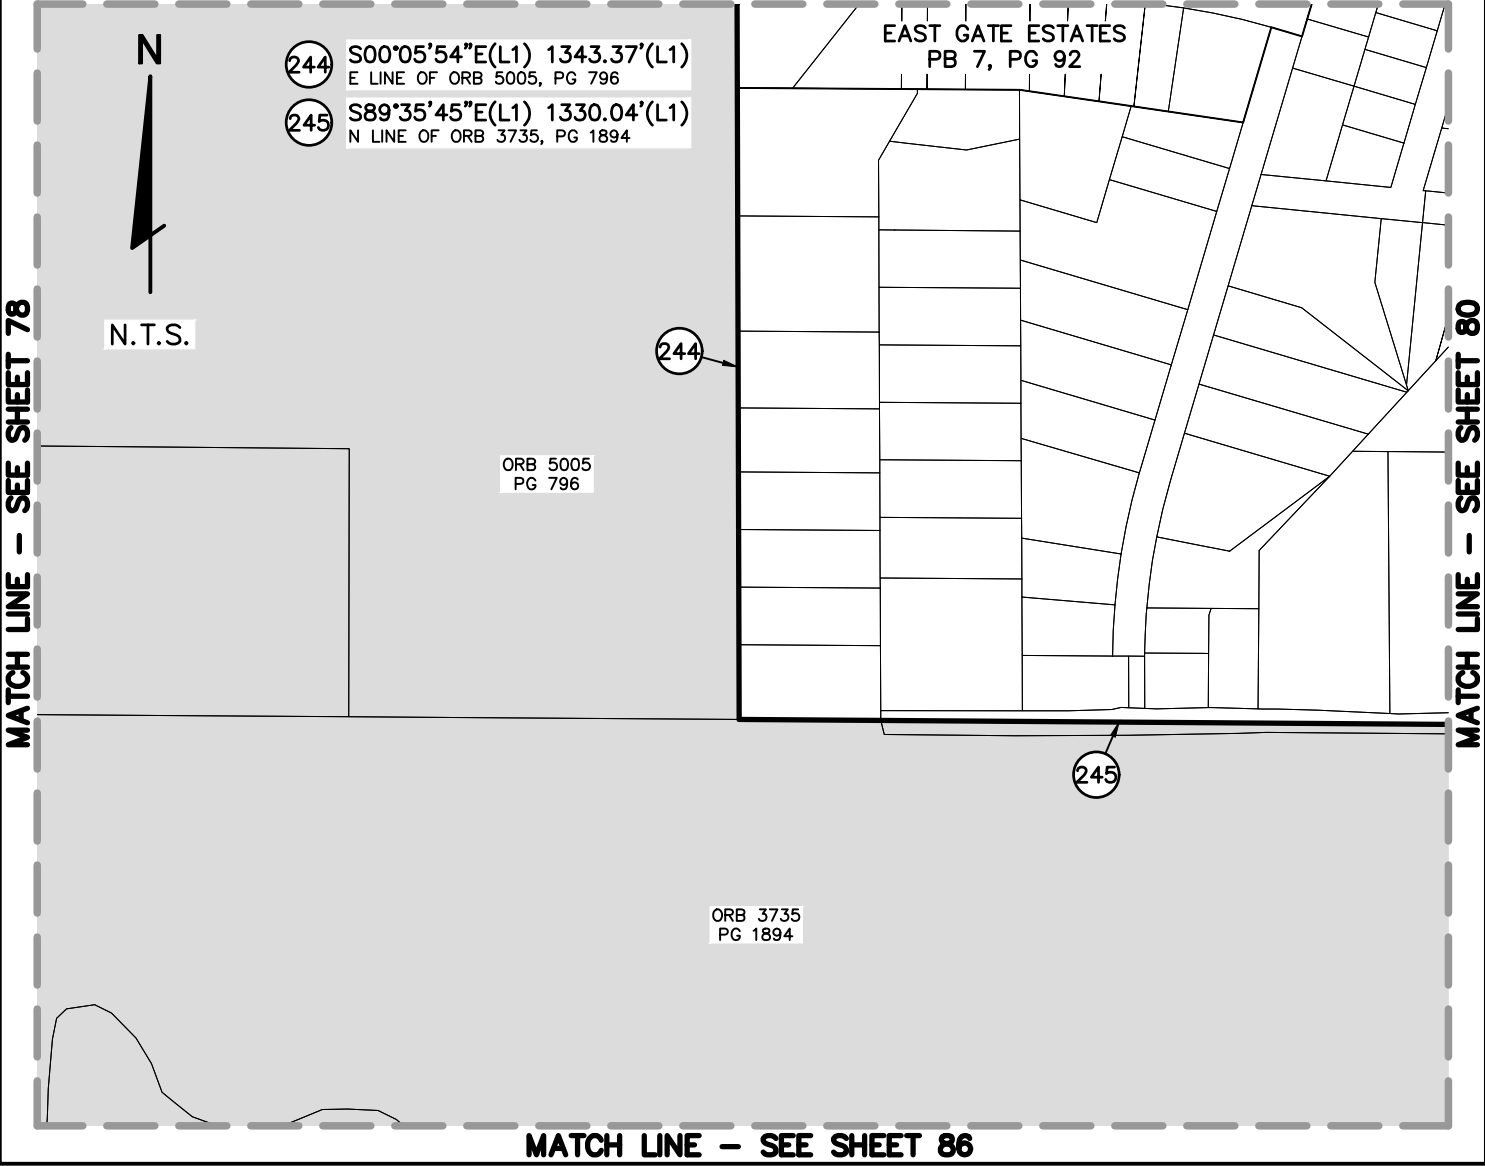 N
244 S00°05'54"E(L1) 1343.37'(L1)
E LINE OF ORB 5005, PG 796
245 S89°35'45"E(L1) 1330.04'(L1)
N LINE OF ORB 3735, PG 1894
EAST GATE ESTATES
PB 7, PG 92
N.T.S.
MATCH LINE – SEE SHEET 78
244
MATCH LINE – SEE SHEET 80
ORB 5005
PG 796
245
ORB 3735
PG 1894
MATCH LINE – SEE SHEET 86